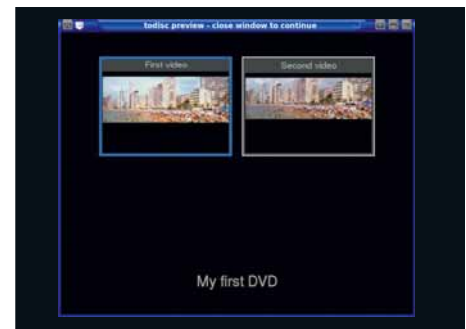 todisc preview - close window to continue
First video
Second video
My first DVD